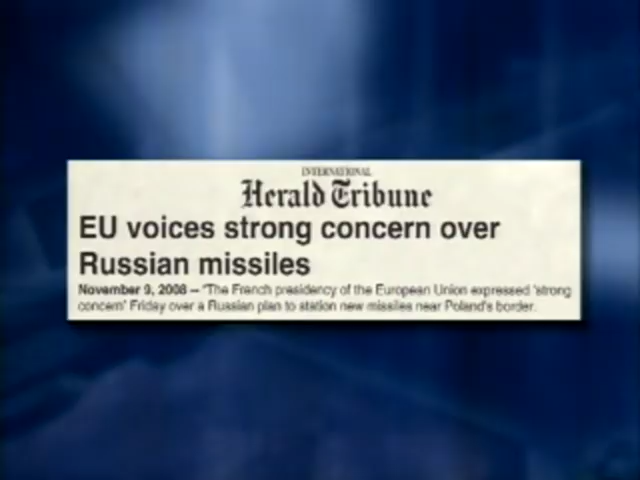 INTERNATIONAL
Herald Tribune
EU voices strong concern over
Russian missiles
November 9, 2008 – "The French presidency of the European Union expressed 'strong
concern' Friday over a Russian plan to station new missiles near Poland's border.